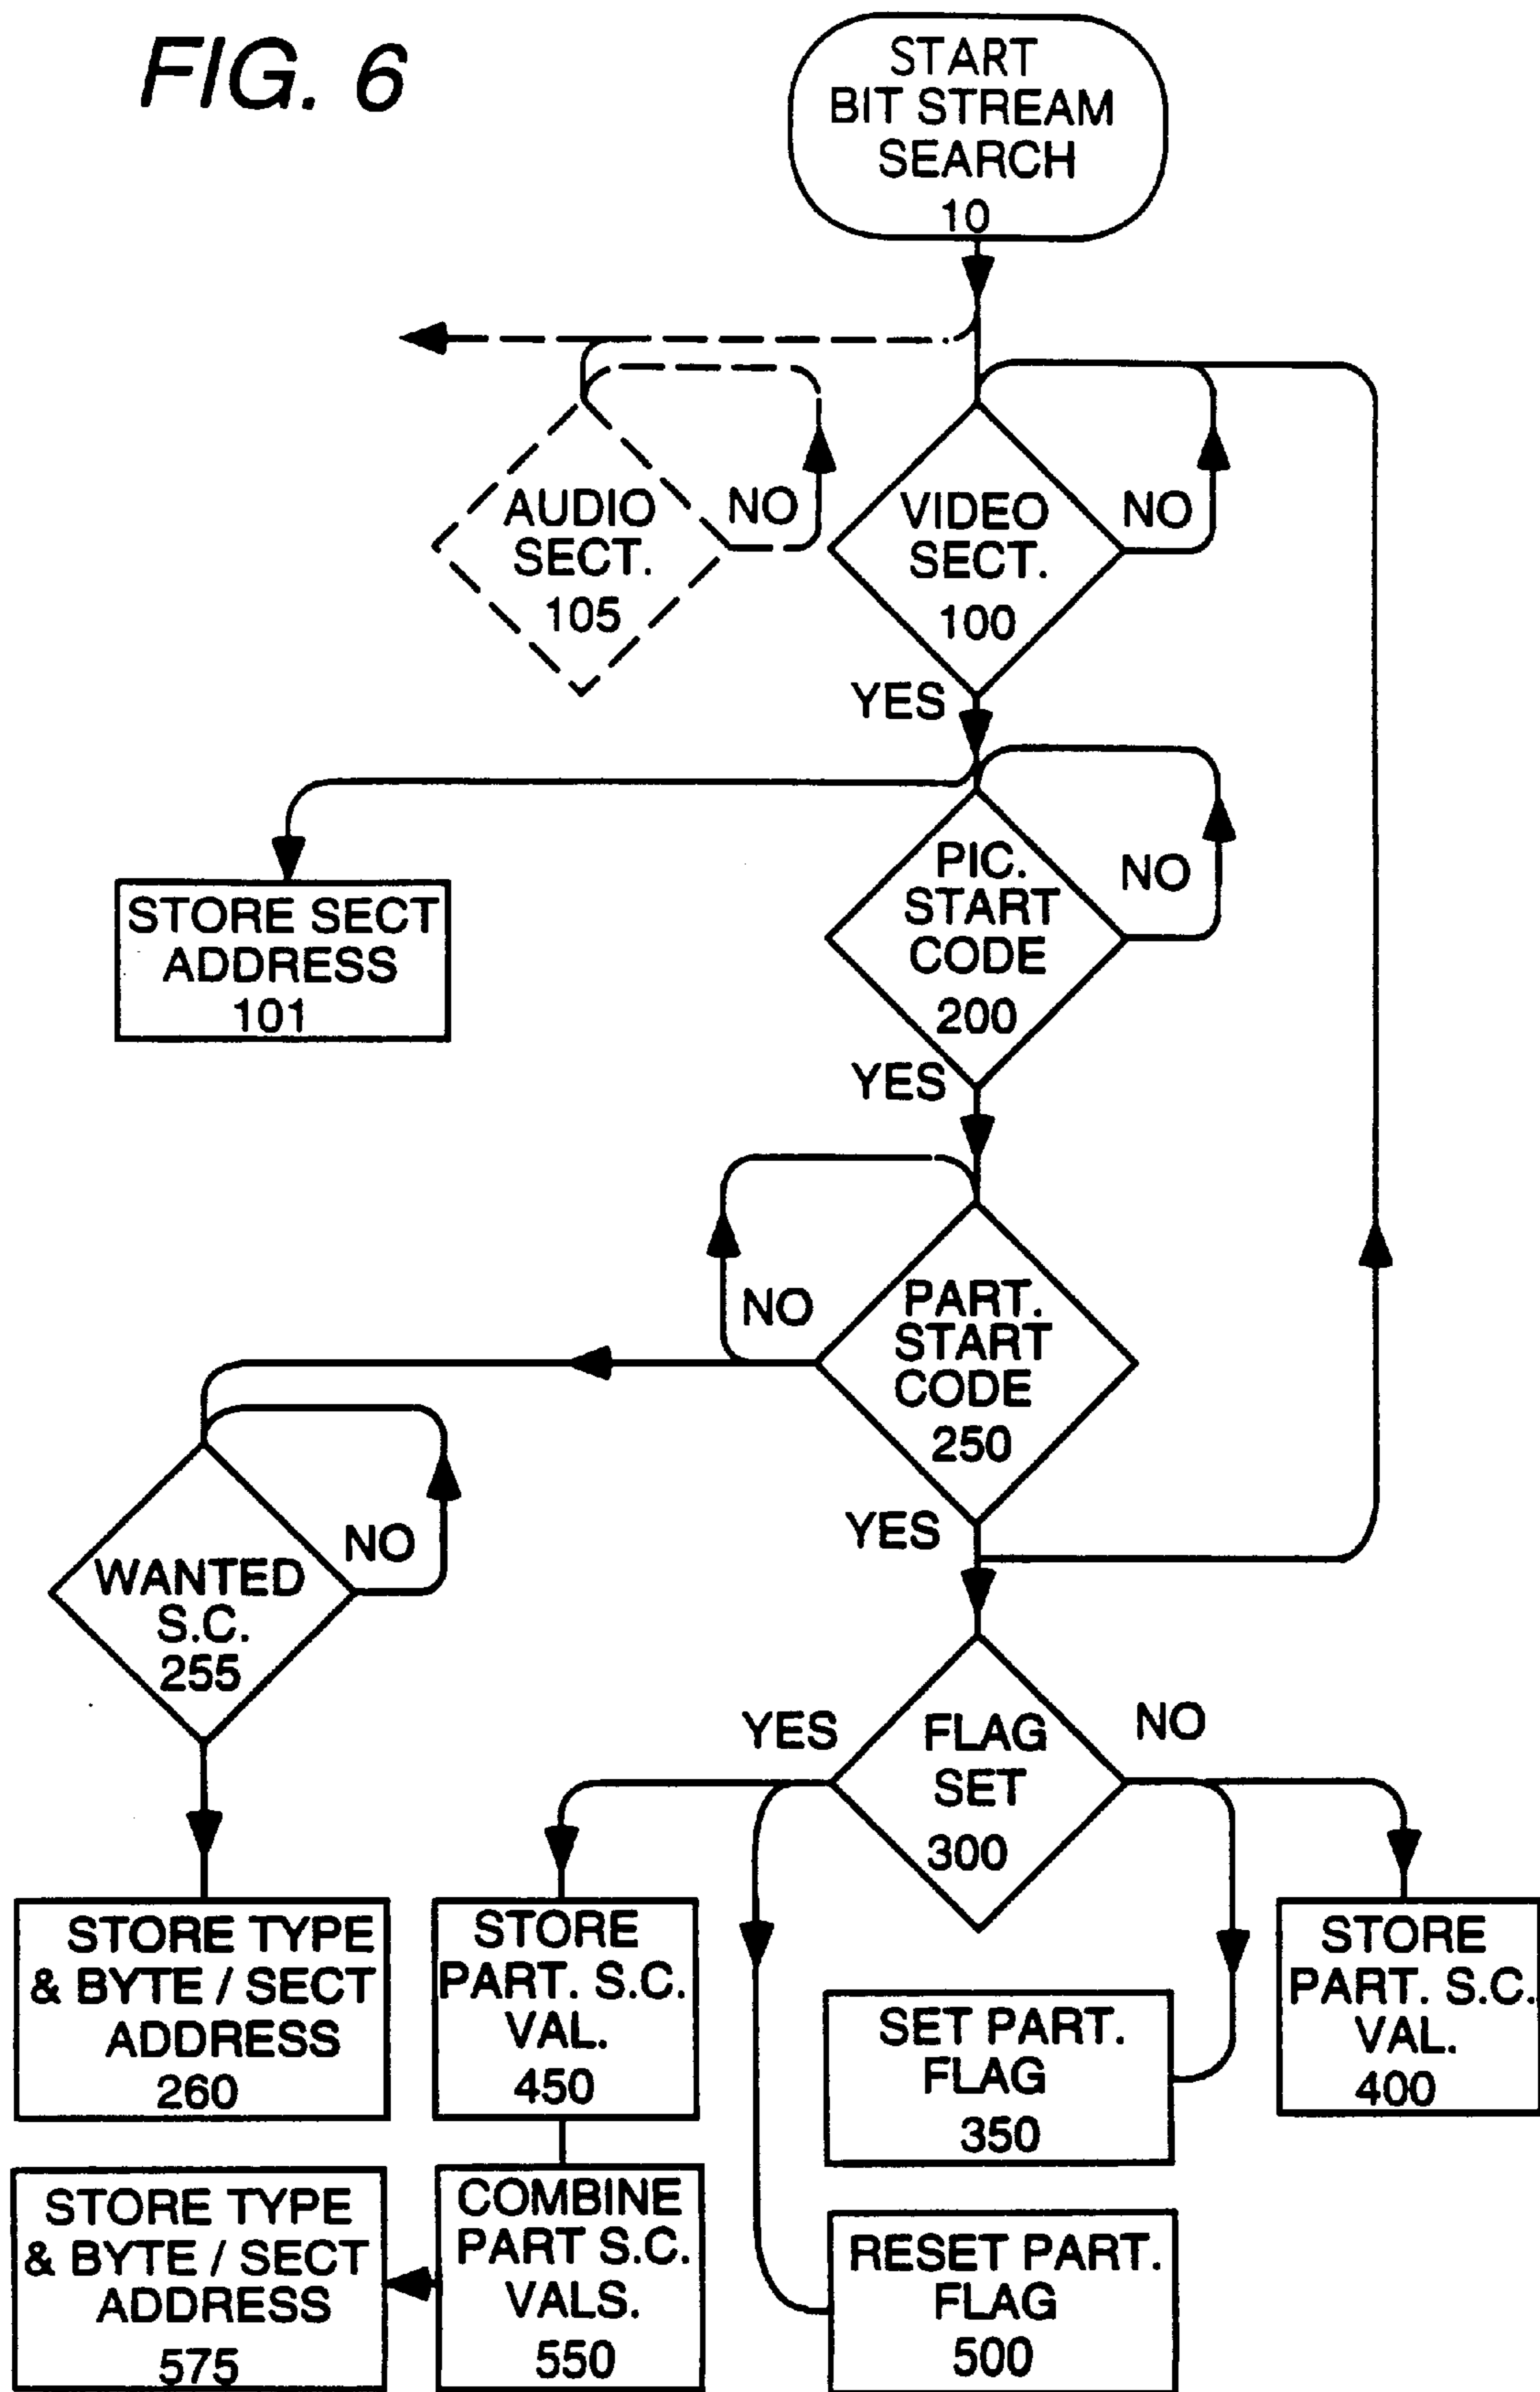 FIG. 6
START
BIT STREAM
SEARCH
10
AUDIO
SECT.
105
NO
VIDEO
SECT.
100
NO
YES
STORE SECT
ADDRESS
101
PIC.
START
CODE
200
NO
YES
NO
PART.
START
CODE
250
YES
WANTED
S.C.
255
NO
YES
FLAG
SET
300
NO
STORE TYPE
& BYTE / SECT
ADDRESS
260
STORE
PART. S.C.
VAL.
450
SET PART.
FLAG
350
STORE
PART. S.C.
VAL.
400
STORE TYPE
& BYTE / SECT
ADDRESS
575
COMBINE
PART S.C.
VALS.
550
RESET PART.
FLAG
500